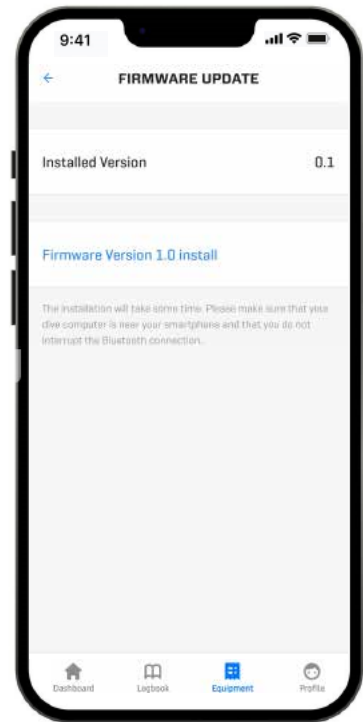 9:41
FIRMWARE UPDATE
Installed Version 0.1
Firmware Version 1.0 install
The installation will take some time. Please make sure that your
dive computer is near your smartphone and that you do not
interrupt the Bluetooth connection.
Dashboard Logbook Equipment Profile